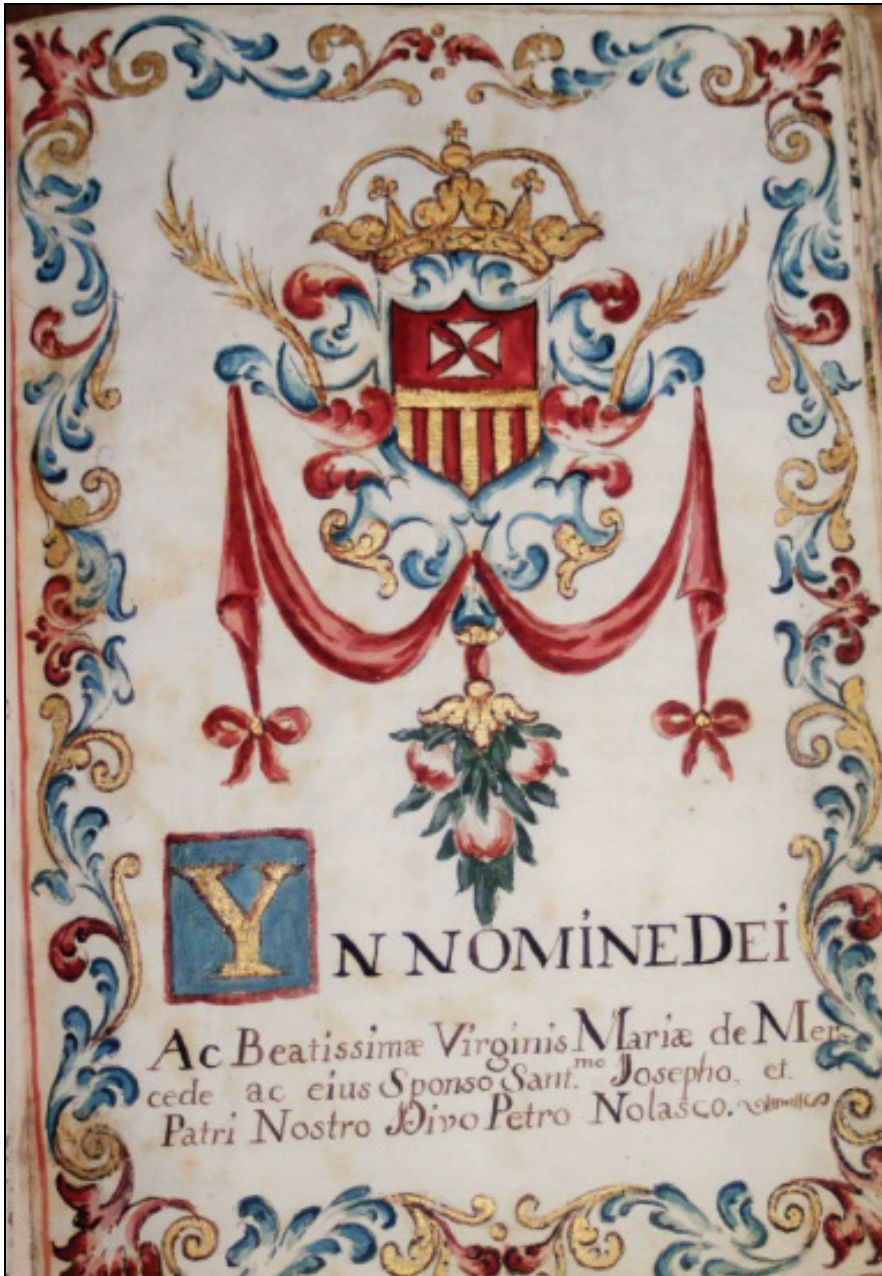 YN NOMINE DEI
Ac Beatissimæ Virginis Mariæ de Mer-
cede ac eius Sponso Sant.mo Josepho, et
Patri Nostro Divo Petro Nolasco.